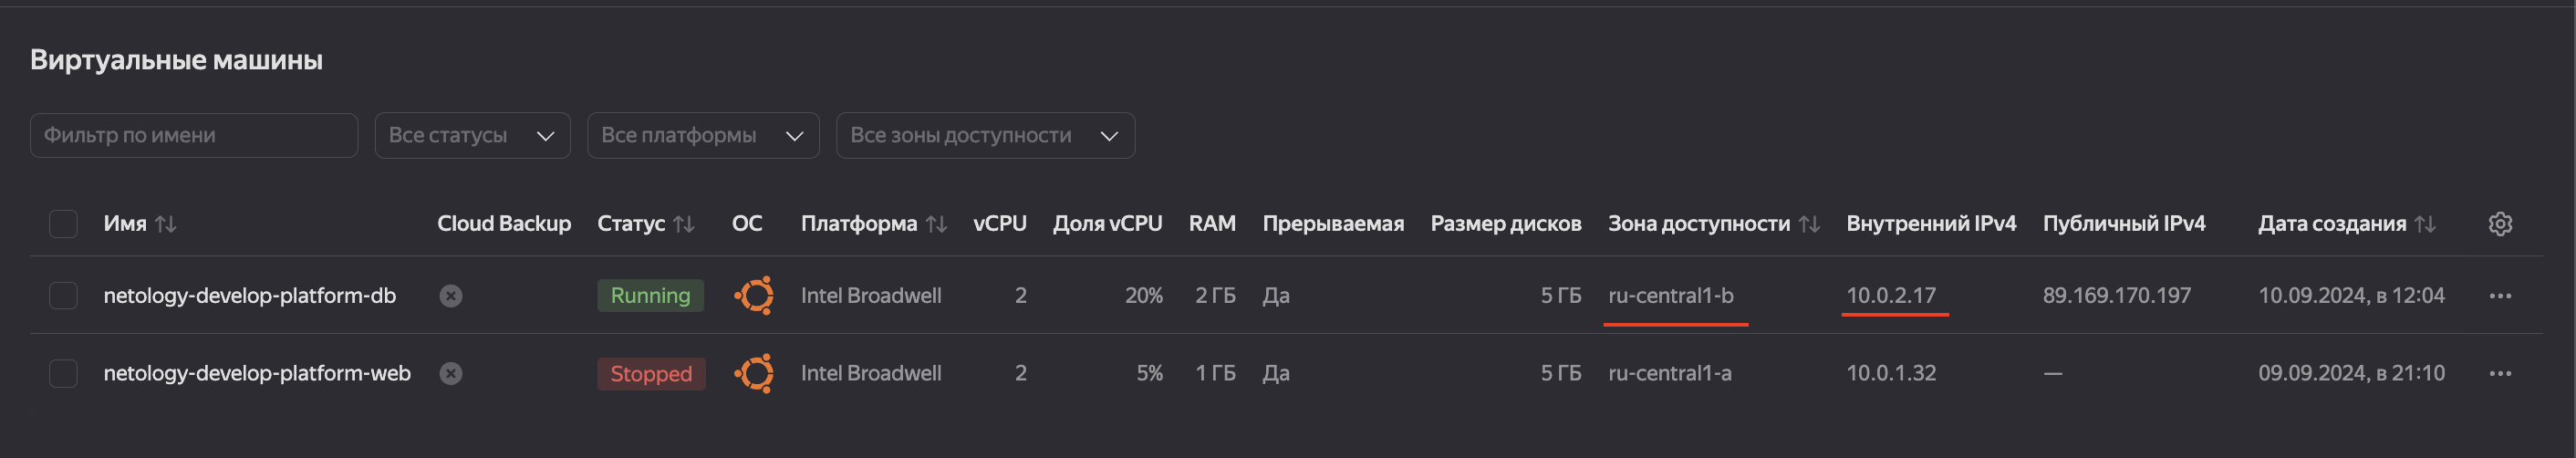 Виртуальные машины
Фильтр по имени Все статусы Все платформы Все зоны доступности
Имя Cloud Backup Статус ОС Платформа vCPU Доля vCPU RAM Прерываемая Размер дисков Зона доступности Внутренний IPv4 Публичный IPv4 Дата создания
netology-develop-platform-db Running Intel Broadwell 2 20% 2 ГБ Да 5 ГБ ru-central1-b 10.0.2.17 89.169.170.197 10.09.2024, в 12:04
netology-develop-platform-web Stopped Intel Broadwell 2 5% 1 ГБ Да 5 ГБ ru-central1-a 10.0.1.32 — 09.09.2024, в 21:10